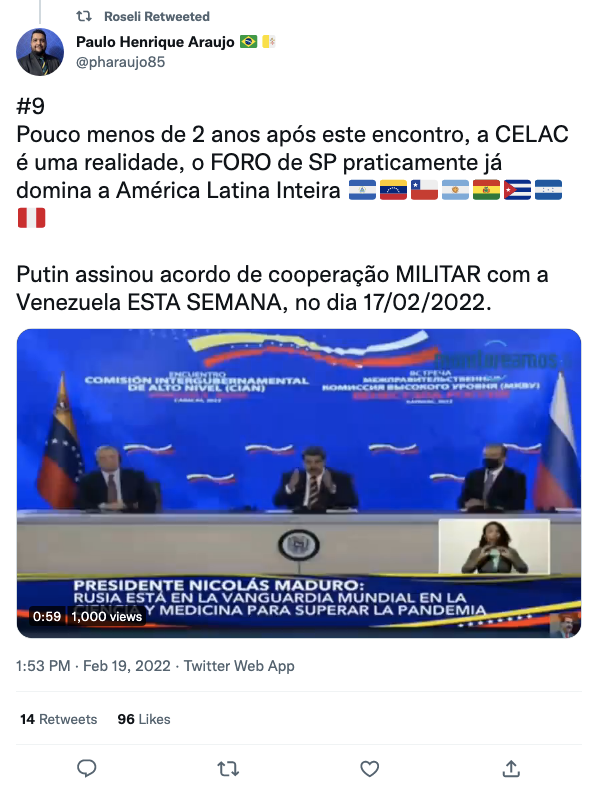 Roseli Retweeted
Paulo Henrique Araujo 🇧🇷 🇻🇦
@pharaujo85
#9
Pouco menos de 2 anos após este encontro, a CELAC
é uma realidade, o FORO de SP praticamente já
domina a América Latina Inteira 🇸🇻 🇻🇪 🇨🇱 🇦🇷 🇧🇴 🇨🇺 🇭🇳
🇵🇪
Putin assinou acordo de cooperação MILITAR com a
Venezuela ESTA SEMANA, no dia 17/02/2022.
ENCUENTRO
COMISIÓN INTERGUBERNAMENTAL
DE ALTO NIVEL (CIAN)
ВСТРЕЧА
МЕЖПРАВИТЕЛЬСТВЕННОЙ
КОМИССИИ ВЫСОКОГО УРОВНЯ (МКВУ)
PRESIDENTE NICOLÁS MADURO:
RUSIA ESTÁ EN LA VANGUARDIA MUNDIAL EN LA
CIENCIA Y MEDICINA PARA SUPERAR LA PANDEMIA
0:59 1,000 views
1:53 PM · Feb 19, 2022 · Twitter Web App
14 Retweets 96 Likes